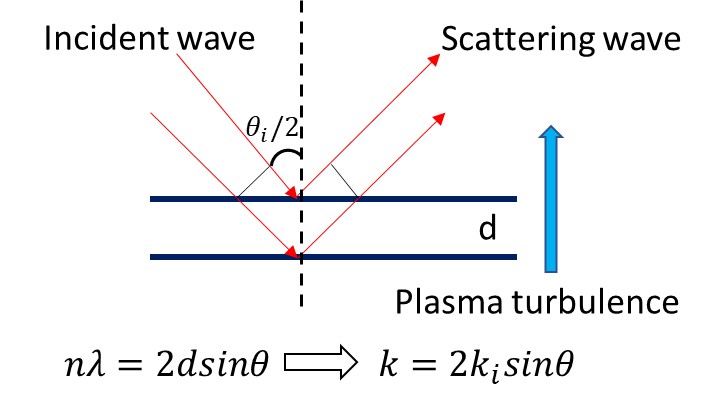 Incident wave
Scattering wave
θᵢ/2
d
Plasma turbulence
nλ = 2dsinθ ⇨ k = 2kᵢsinθ